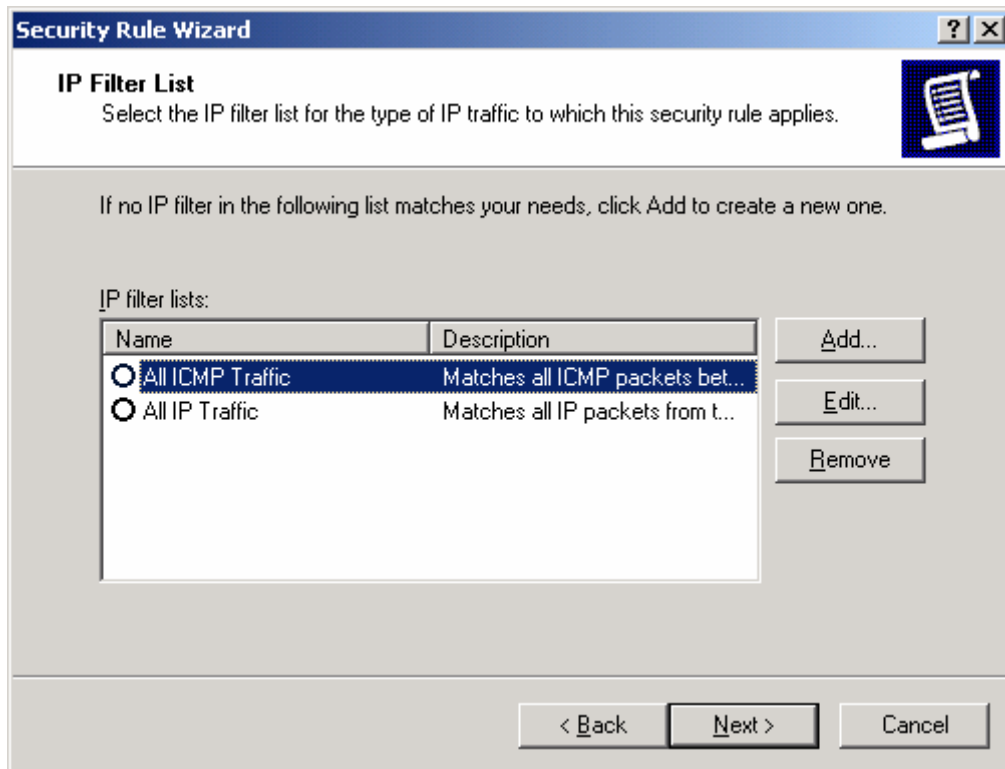 Security Rule Wizard
IP Filter List
Select the IP filter list for the type of IP traffic to which this security rule applies.
If no IP filter in the following list matches your needs, click Add to create a new one.
IP filter lists:
Name Description
All ICMP Traffic Matches all ICMP packets bet...
All IP Traffic Matches all IP packets from t...
Add...
Edit...
Remove
< Back Next > Cancel